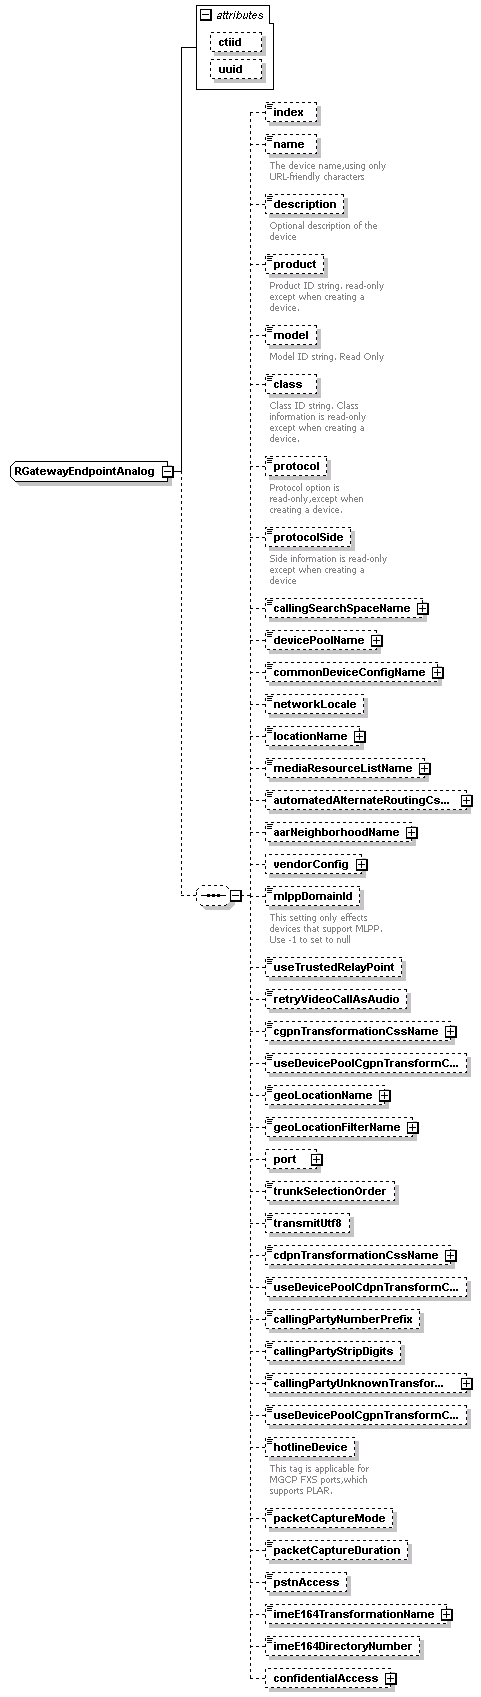 attributes
ctiid
uuid
index
name
The device name,using only
URL-friendly characters
description
Optional description of the
device
product
Product ID string. read-only
except when creating a
device.
model
Model ID string. Read Only
class
Class ID string. Class
information is read-only
except when creating a
device.
RGatewayEndpointAnalog
protocol
Protocol option is
read-only,except when
creating a device.
protocolSide
Side information is read-only
except when creating a
device
callingSearchSpaceName
devicePoolName
commonDeviceConfigName
networkLocale
locationName
mediaResourceListName
automatedAlternateRoutingCs...
aarNeighborhoodName
vendorConfig
mlppDomainId
This setting only effects
devices that support MLPP.
Use -1 to set to null
useTrustedRelayPoint
retryVideoCallAsAudio
cgpnTransformationCssName
useDevicePoolCgpnTransformC...
geoLocationName
geoLocationFilterName
port
trunkSelectionOrder
transmitUtf8
cdpnTransformationCssName
useDevicePoolCdpnTransformC...
callingPartyNumberPrefix
callingPartyStripDigits
callingPartyUnknownTransfor...
useDevicePoolCgpnTransformC...
hotlineDevice
This tag is applicable for
MGCP FXS ports,which
supports PLAR.
packetCaptureMode
packetCaptureDuration
pstnAccess
imeE164TransformationName
imeE164DirectoryNumber
confidentialAccess